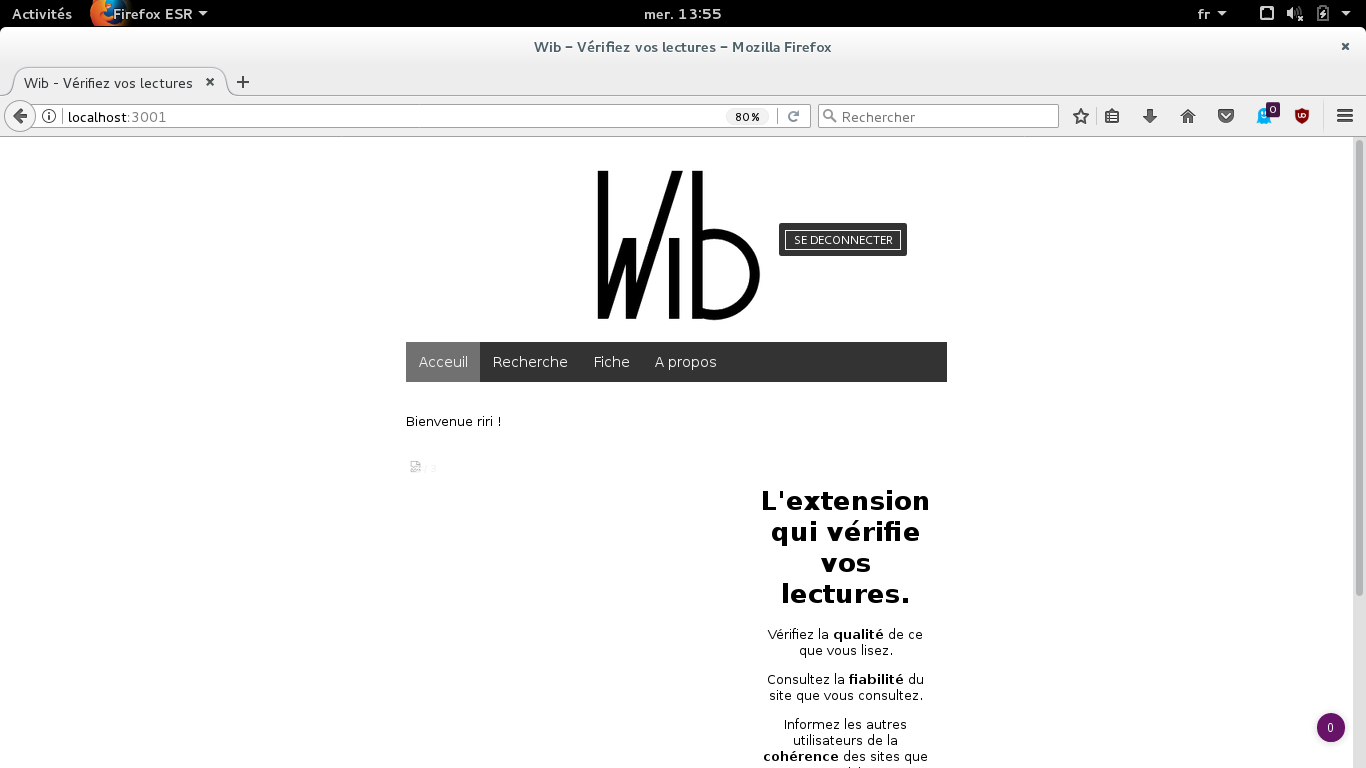 Activités Firefox ESR mer. 13:55 fr
Wib – Vérifiez vos lectures – Mozilla Firefox
Wib - Vérifiez vos lectures
localhost:3001 80% Rechercher 0
Wib
SE DECONNECTER
Acceuil Recherche Fiche A propos
Bienvenue riri !
L'extension
qui vérifie
vos
lectures.
Vérifiez la qualité de ce
que vous lisez.
Consultez la fiabilité du
site que vous consultez.
Informez les autres
utilisateurs de la
cohérence des sites que
0